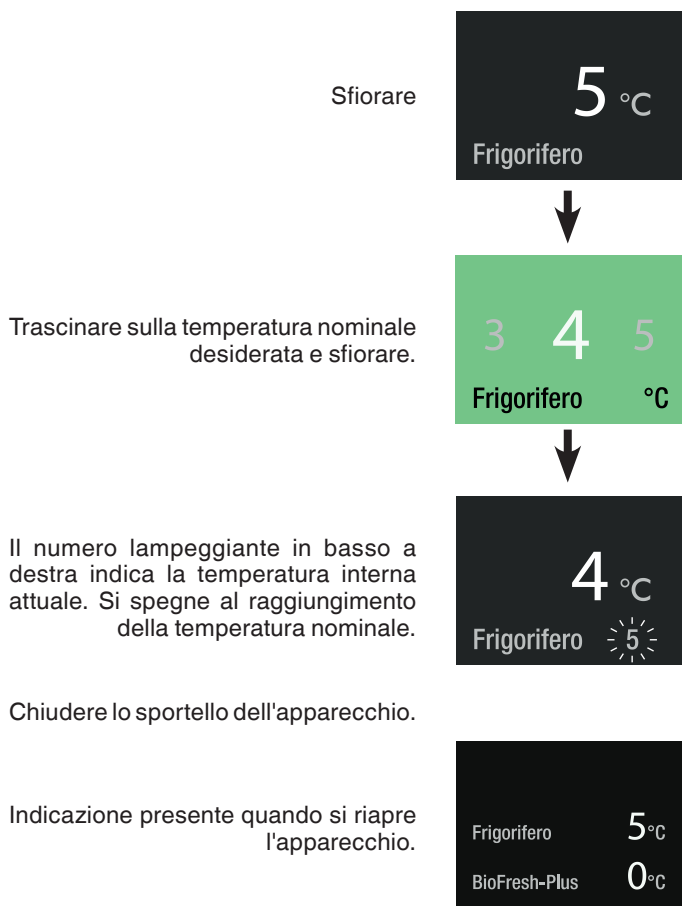 Sfiorare
5 °C
Frigorifero
Trascinare sulla temperatura nominale
desiderata e sfiorare.
3 4 5
Frigorifero °C
Il numero lampeggiante in basso a
destra indica la temperatura interna
attuale. Si spegne al raggiungimento
della temperatura nominale.
4 °C
Frigorifero 5
Chiudere lo sportello dell'apparecchio.
Indicazione presente quando si riapre
l'apparecchio.
Frigorifero 5°C
BioFresh-Plus 0°C